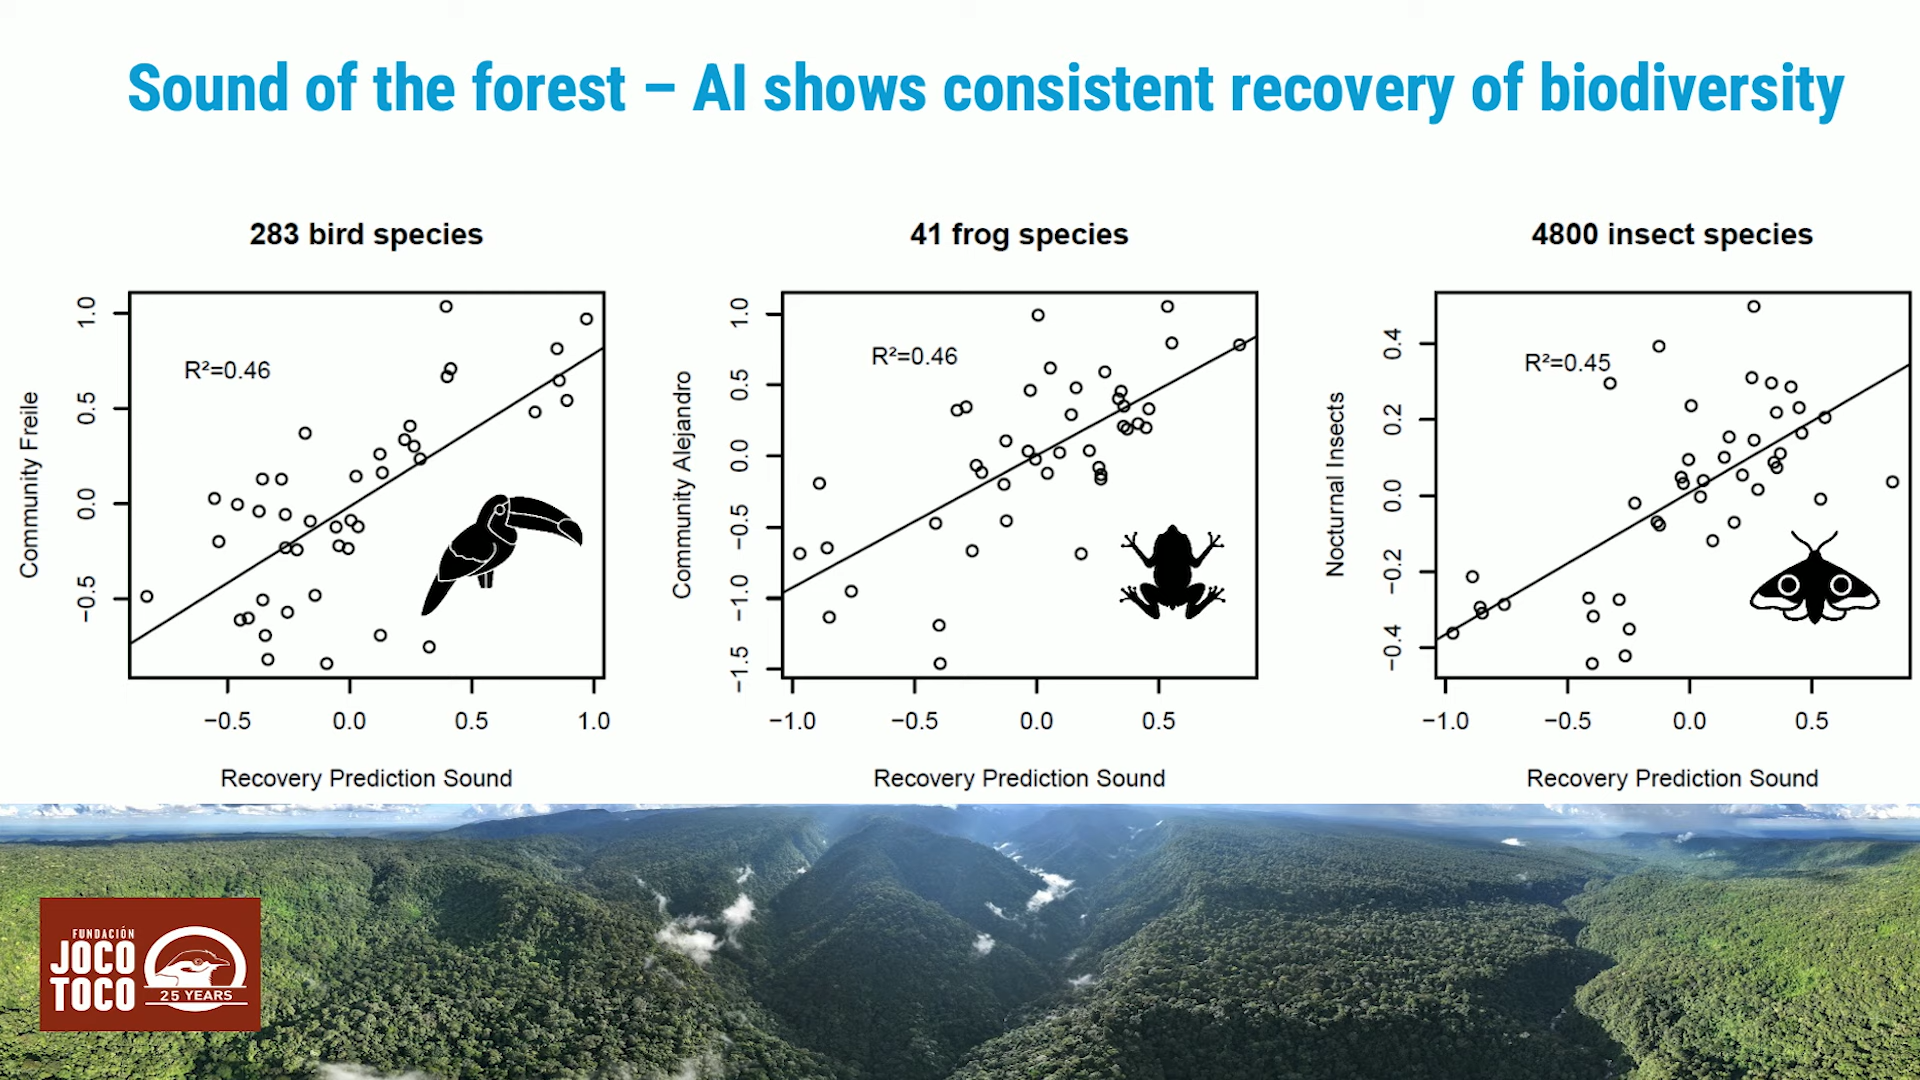 Sound of the forest – AI shows consistent recovery of biodiversity
283 bird species
R²=0.46
Community Freile
1.0
0.5
0.0
−0.5
−0.5 0.0 0.5 1.0
Recovery Prediction Sound
41 frog species
R²=0.46
Community Alejandro
1.0
0.5
0.0
−0.5
−1.0
−1.5
−1.0 −0.5 0.0 0.5
Recovery Prediction Sound
4800 insect species
R²=0.45
Nocturnal Insects
0.4
0.2
0.0
−0.2
−0.4
−1.0 −0.5 0.0 0.5
Recovery Prediction Sound
FUNDACIÓN
JOCO
TOCO
25 YEARS